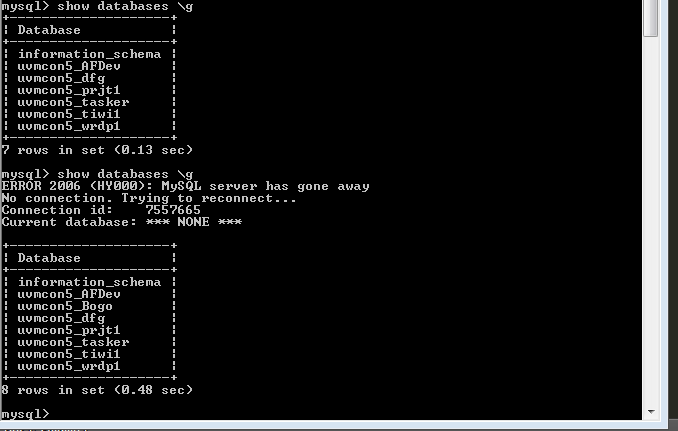 mysql> show databases \g
+--------------------+
| Database           |
+--------------------+
| information_schema |
| uvmcon5_AFDev      |
| uvmcon5_dfg        |
| uvmcon5_prjt1      |
| uvmcon5_tasker     |
| uvmcon5_tiwi1      |
| uvmcon5_wrdp1      |
+--------------------+
7 rows in set (0.13 sec)
mysql> show databases \g
ERROR 2006 (HY000): MySQL server has gone away
No connection. Trying to reconnect...
Connection id:    7557665
Current database: *** NONE ***
+--------------------+
| Database           |
+--------------------+
| information_schema |
| uvmcon5_AFDev      |
| uvmcon5_Bogo       |
| uvmcon5_dfg        |
| uvmcon5_prjt1      |
| uvmcon5_tasker     |
| uvmcon5_tiwi1      |
| uvmcon5_wrdp1      |
+--------------------+
8 rows in set (0.48 sec)
mysql>